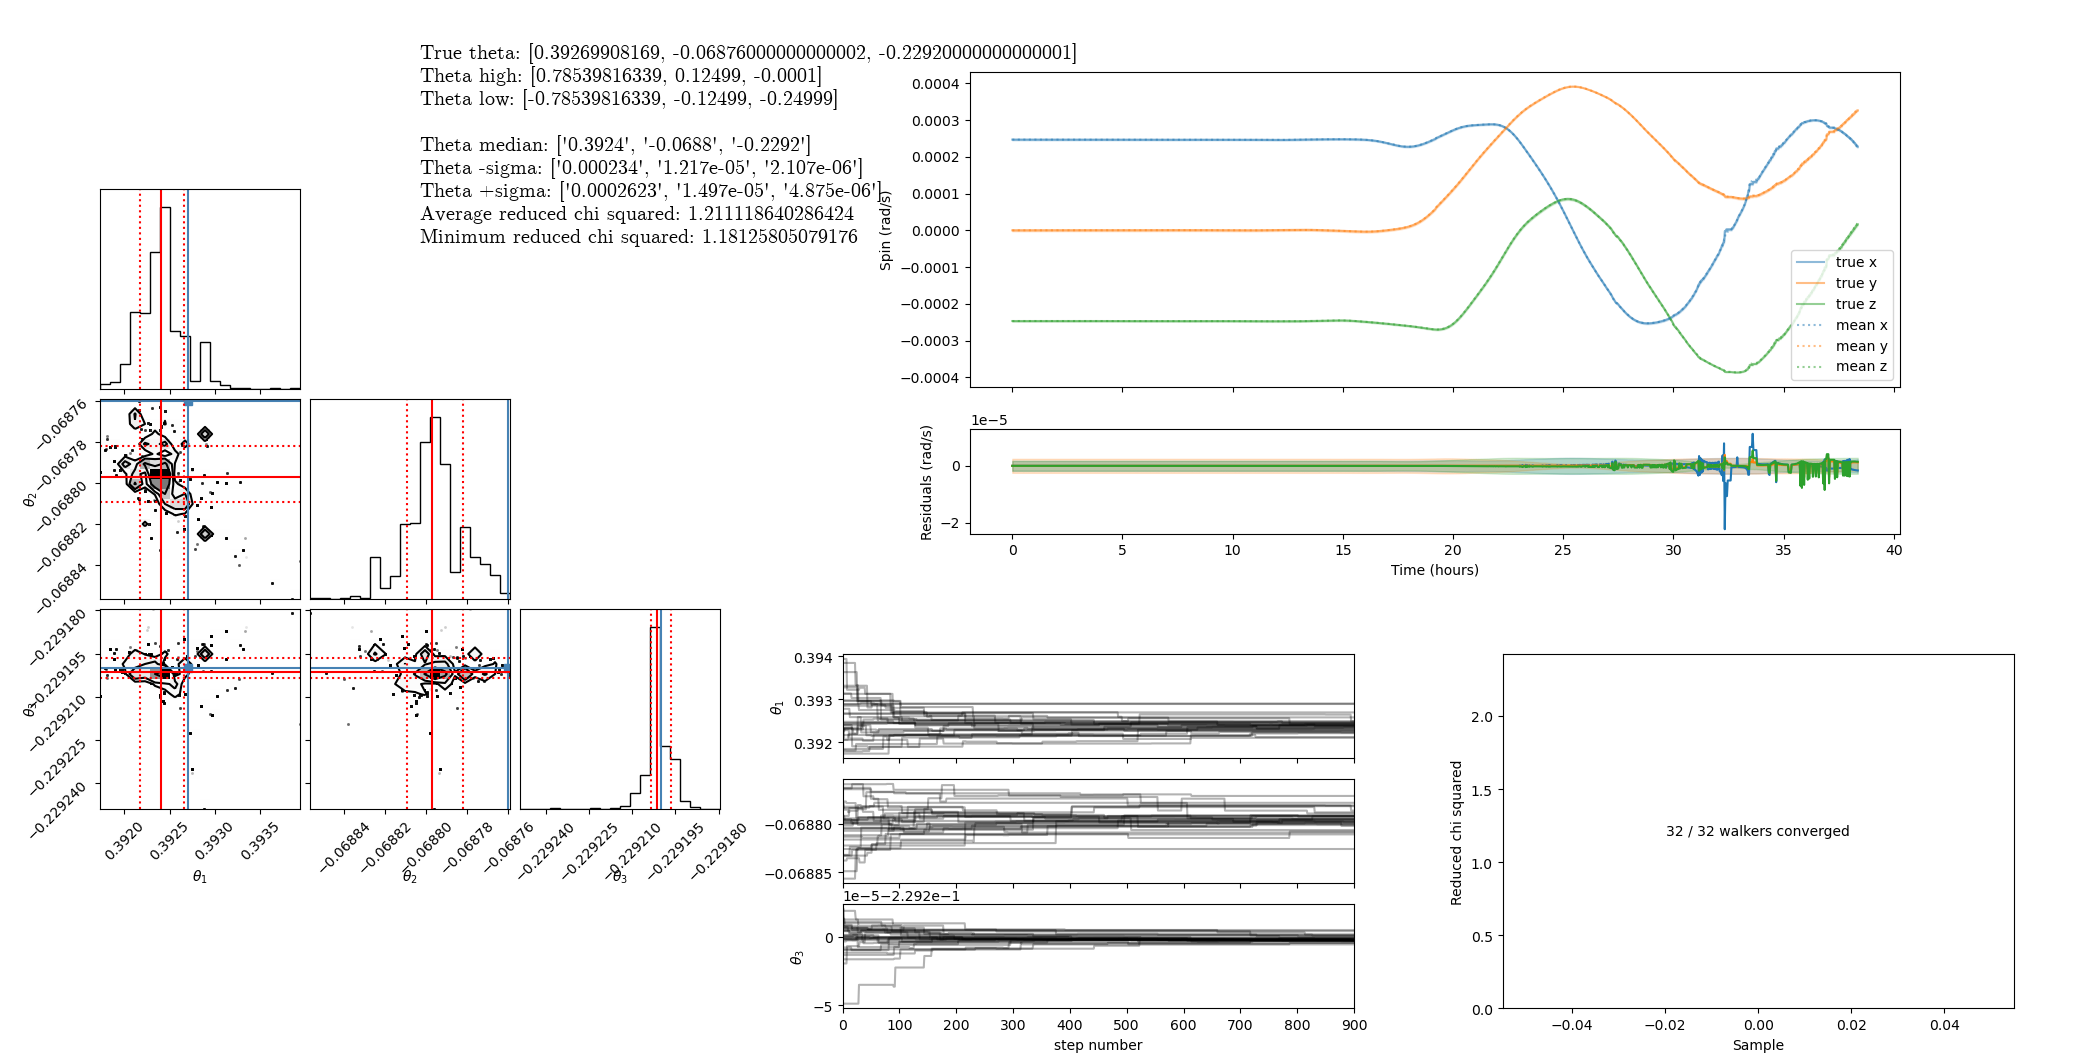 True theta: [0.39269908169, -0.06876000000000002, -0.22920000000000001]
Theta high: [0.78539816339, 0.12499, -0.0001]
Theta low: [-0.78539816339, -0.12499, -0.24999]
Theta median: ['0.3924', '-0.0688', '-0.2292']
Theta -sigma: ['0.000234', '1.217e-05', '2.107e-06']
Theta +sigma: ['0.0002623', '1.497e-05', '4.875e-06']
Average reduced chi squared: 1.211118640286424
Minimum reduced chi squared: 1.18125805079176
0.0004
0.0003
0.0002
0.0001
0.0000
−0.0001
−0.0002
−0.0003
−0.0004
Spin (rad/s)
true x
true y
true z
mean x
mean y
mean z
1e−5
0
−2
Residuals (rad/s)
0 5 10 15 20 25 30 35 40
Time (hours)
−0.06876
−0.06878
−0.06880
−0.06882
−0.06884
θ2
−0.229180
−0.229195
−0.229210
−0.229225
−0.229240
θ3
0.3920 0.3925 0.3930 0.3935
θ1
−0.06884 −0.06882 −0.06880 −0.06878 −0.06876
θ2
−0.229240 −0.229225 −0.229210 −0.229195 −0.229180
θ3
0.394
0.393
0.392
θ1
−0.06880
−0.06885
1e−5−2.292e−1
0
−5
θ3
0 100 200 300 400 500 600 700 800 900
step number
2.0
1.5
1.0
0.5
0.0
Reduced chi squared
32 / 32 walkers converged
−0.04 −0.02 0.00 0.02 0.04
Sample